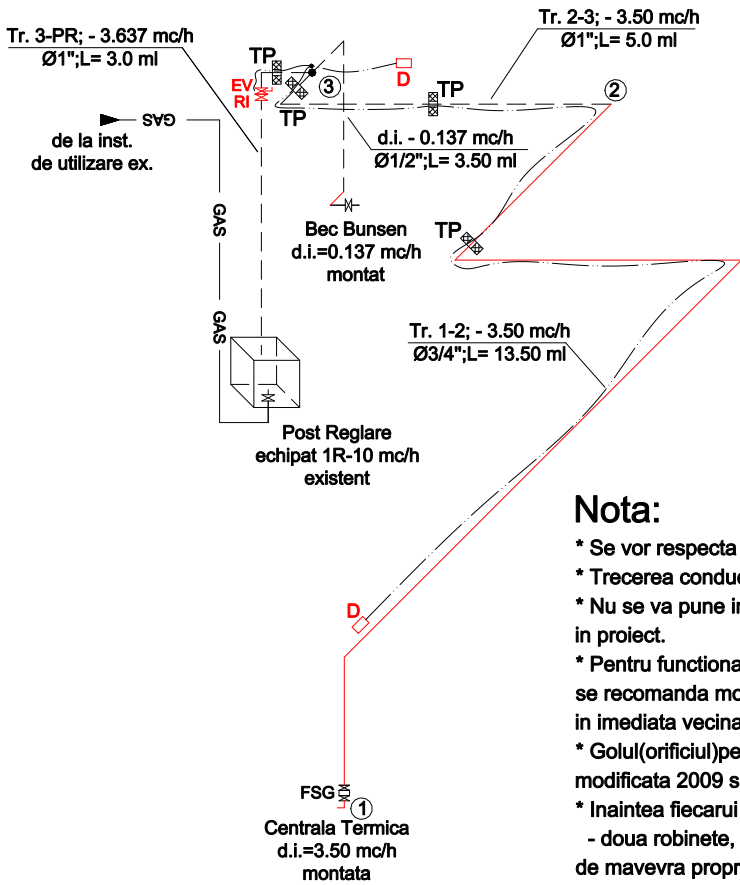 Tr. 3-PR; - 3.637 mc/h
Ø1";L= 3.0 ml
Tr. 2-3; - 3.50 mc/h
Ø1";L= 5.0 ml
TP
EV
RI
3
D
TP
TP
2
GAS
de la inst.
de utilizare ex.
d.i. - 0.137 mc/h
Ø1/2";L= 3.50 ml
GAS
Bec Bunsen
d.i.=0.137 mc/h
montat
TP
GAS
Tr. 1-2; - 3.50 mc/h
Ø3/4";L= 13.50 ml
Post Reglare
echipat 1R-10 mc/h
existent
D
FSG
1
Centrala Termica
d.i.=3.50 mc/h
montata
Nota:
* Se vor respecta
* Trecerea condu
* Nu se va pune i
in proiect.
* Pentru functiona
se recomanda mo
in imediata vecina
* Golul(orificiul)pe
modificata 2009 s
* Inaintea fiecarui
- doua robinete,
de mavevra propr